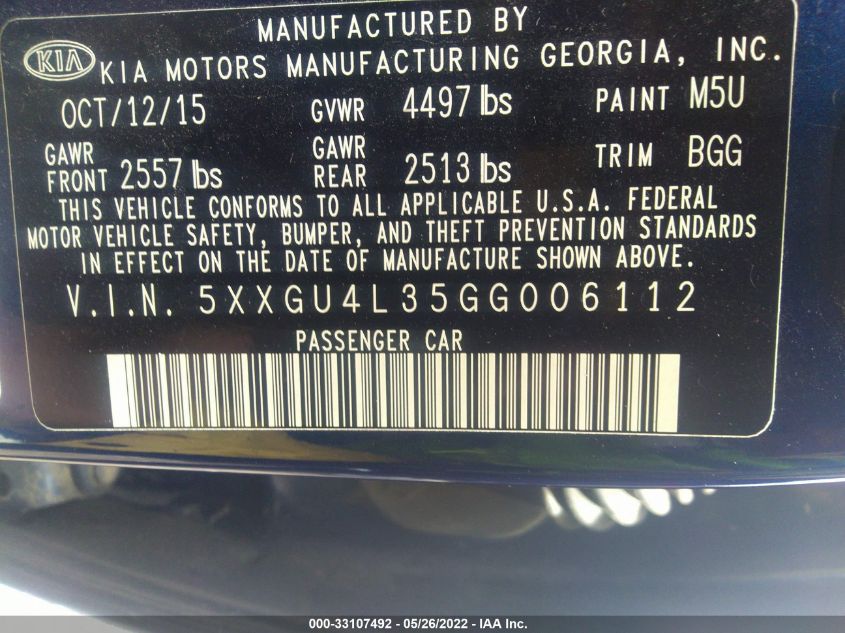 MANUFACTURED BY
KIA KIA MOTORS MANUFACTURING GEORGIA, INC.
OCT/12/15 GVWR 4497 lbs PAINT M5U
GAWR FRONT 2557 lbs GAWR REAR 2513 lbs TRIM BGG
THIS VEHICLE CONFORMS TO ALL APPLICABLE U.S.A. FEDERAL
MOTOR VEHICLE SAFETY, BUMPER, AND THEFT PREVENTION STANDARDS
IN EFFECT ON THE DATE OF MANUFACTURE SHOWN ABOVE.
V.I.N. 5XXGU4L35GG006112
PASSENGER CAR
000-33107492 - 05/26/2022 - IAA Inc.